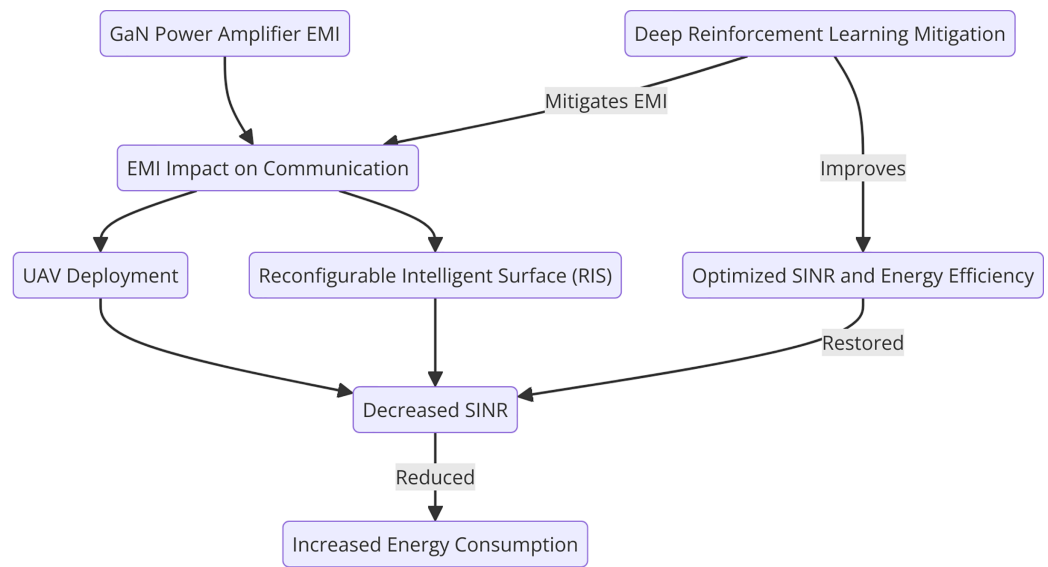 GaN Power Amplifier EMI
Deep Reinforcement Learning Mitigation
Mitigates EMI
EMI Impact on Communication
Improves
UAV Deployment
Reconfigurable Intelligent Surface (RIS)
Optimized SINR and Energy Efficiency
Restored
Decreased SINR
Reduced
Increased Energy Consumption